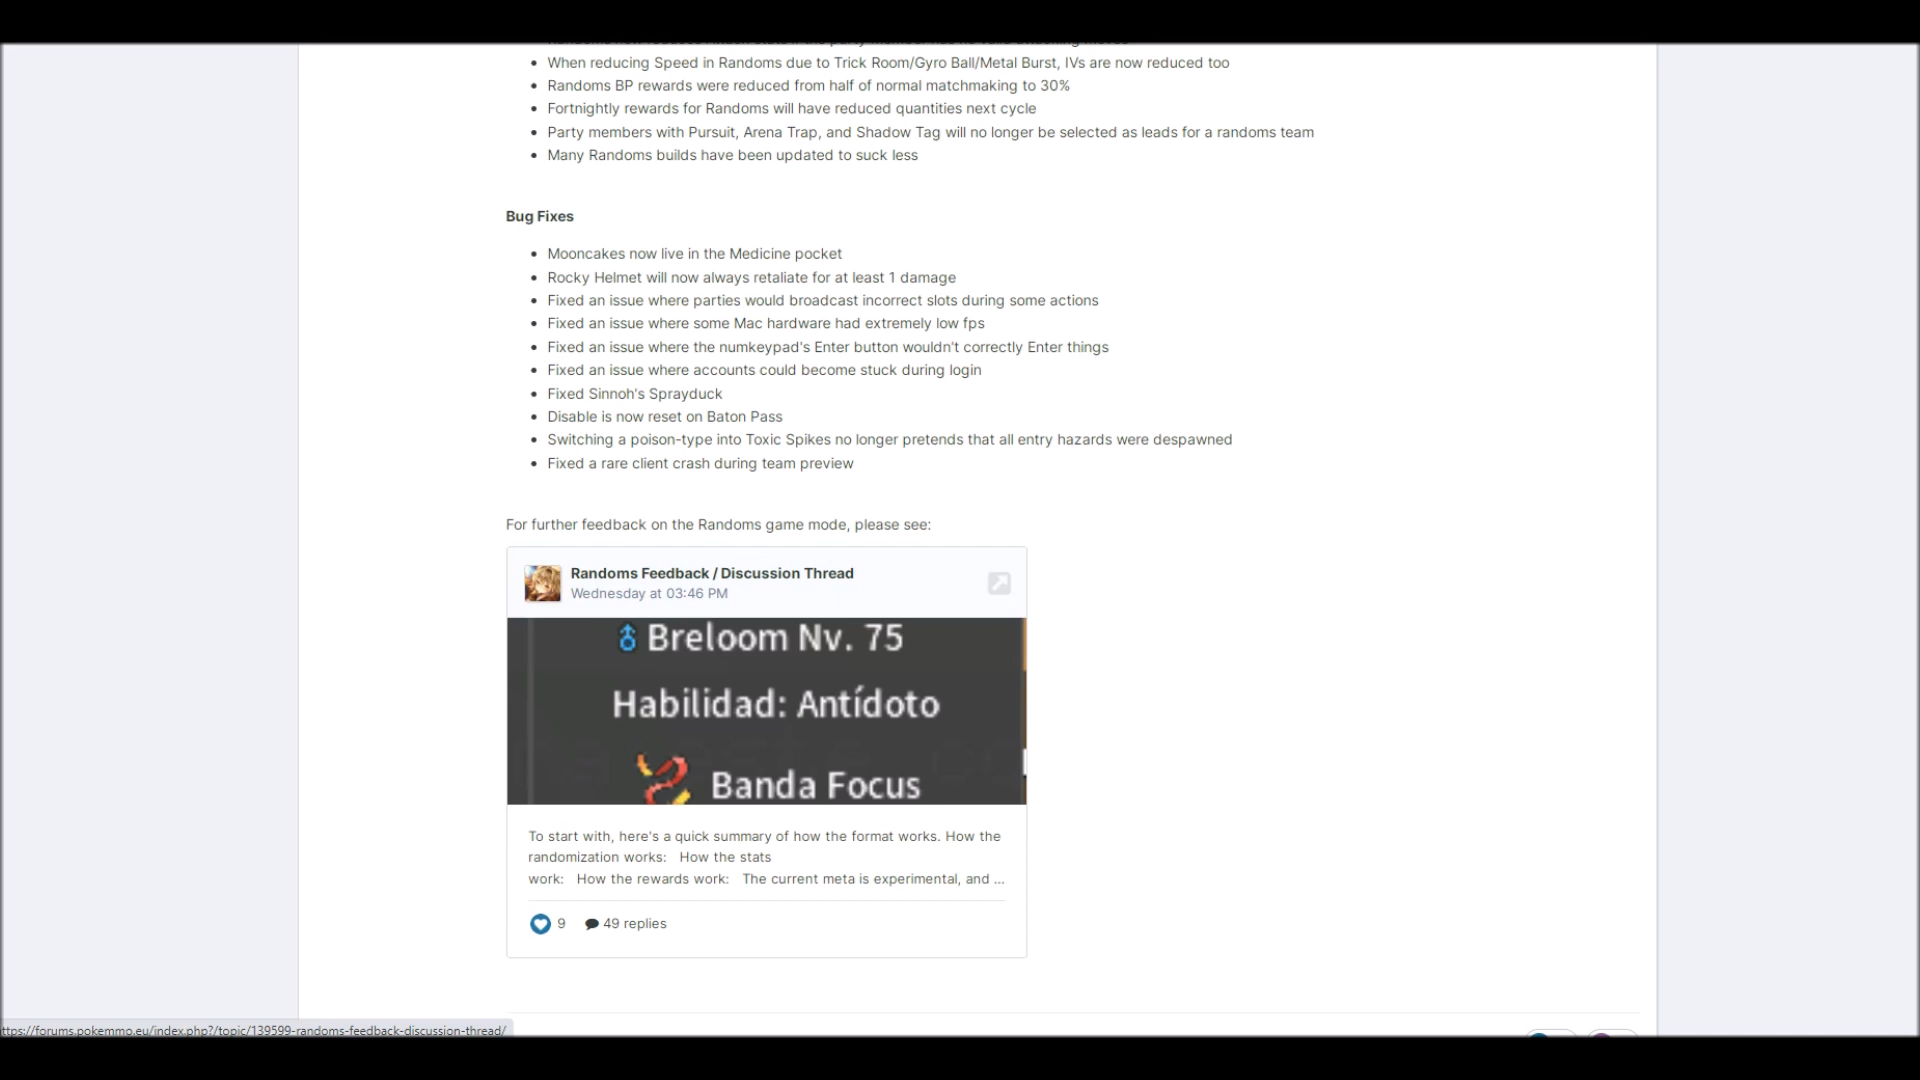 When reducing Speed in Randoms due to Trick Room/Gyro Ball/Metal Burst, IVs are now reduced too
Randoms BP rewards were reduced from half of normal matchmaking to 30%
Fortnightly rewards for Randoms will have reduced quantities next cycle
Party members with Pursuit, Arena Trap, and Shadow Tag will no longer be selected as leads for a randoms team
Many Randoms builds have been updated to suck less
Bug Fixes
Mooncakes now live in the Medicine pocket
Rocky Helmet will now always retaliate for at least 1 damage
Fixed an issue where parties would broadcast incorrect slots during some actions
Fixed an issue where some Mac hardware had extremely low fps
Fixed an issue where the numkeypad's Enter button wouldn't correctly Enter things
Fixed an issue where accounts could become stuck during login
Fixed Sinnoh's Sprayduck
Disable is now reset on Baton Pass
Switching a poison-type into Toxic Spikes no longer pretends that all entry hazards were despawned
Fixed a rare client crash during team preview
For further feedback on the Randoms game mode, please see:
Randoms Feedback / Discussion Thread
Wednesday at 03:46 PM
Breloom Nv. 75
Habilidad: Antídoto
Banda Focus
To start with, here's a quick summary of how the format works. How the
randomization works:   How the stats
work:   How the rewards work:   The current meta is experimental, and ...
9 49 replies
ttps://forums.pokemmo.eu/index.php?/topic/139599-randoms-feedback-discussion-thread/